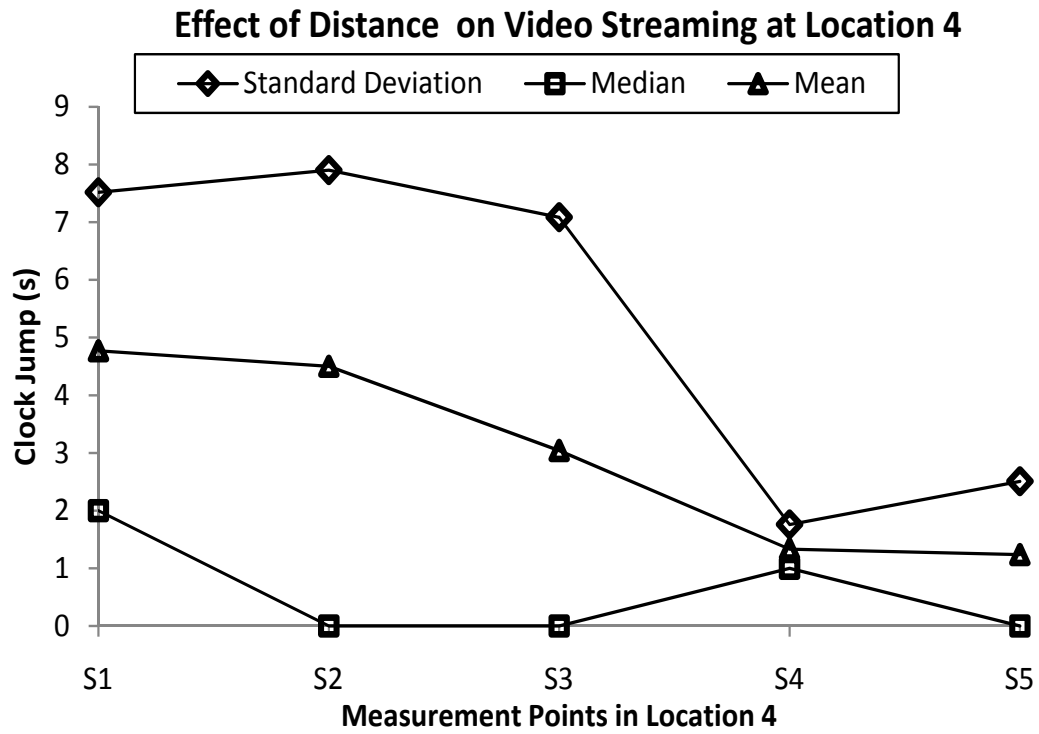 Effect of Distance on Video Streaming at Location 4
Standard Deviation Median Mean
9
8
7
6
5
4
3
2
1
0
Clock Jump (s)
S1 S2 S3 S4 S5
Measurement Points in Location 4